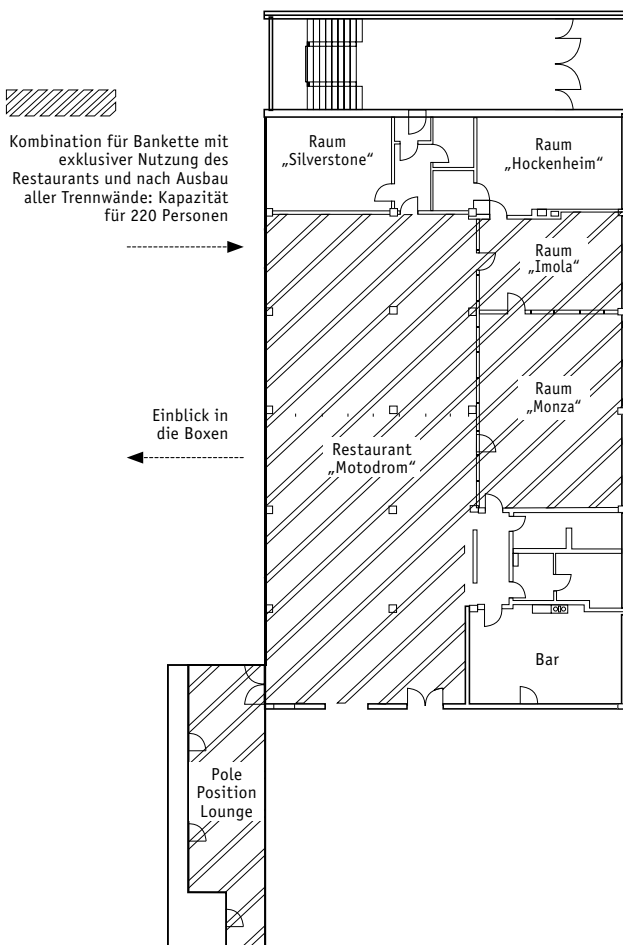 Kombination für Bankette mit
exklusiver Nutzung des
Restaurants und nach Ausbau
aller Trennwände: Kapazität
für 220 Personen
Raum
„Silverstone“
Raum
„Hockenheim“
Raum
„Imola“
Raum
„Monza“
Einblick in
die Boxen
Restaurant
„Motodrom“
Bar
Pole
Position
Lounge